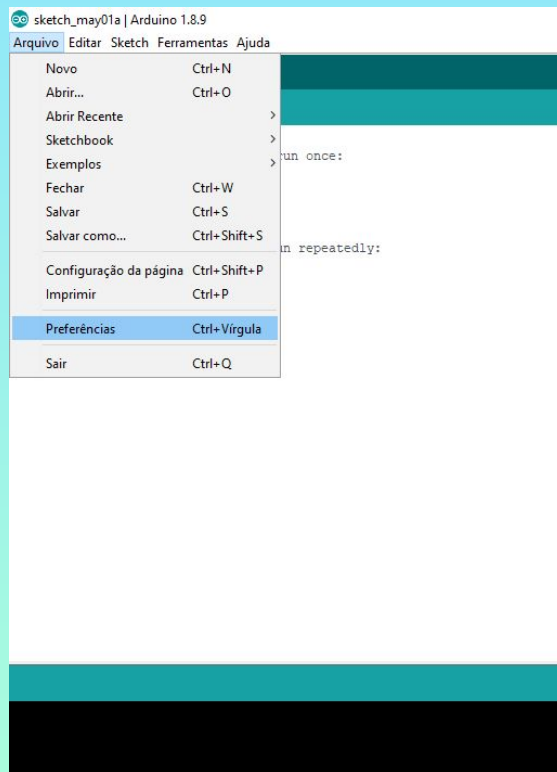 sketch_may01a | Arduino 1.8.9
Arquivo Editar Sketch Ferramentas Ajuda
Novo Ctrl+N
Abrir... Ctrl+O
Abrir Recente >
Sketchbook >
Exemplos >
run once:
Fechar Ctrl+W
Salvar Ctrl+S
Salvar como... Ctrl+Shift+S
n repeatedly:
Configuração da página Ctrl+Shift+P
Imprimir Ctrl+P
Preferências Ctrl+Vírgula
Sair Ctrl+Q